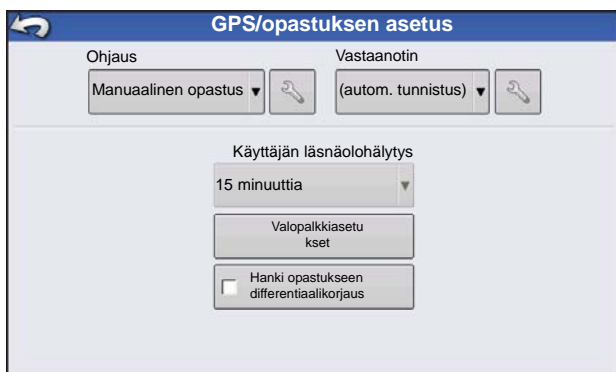 GPS/opastuksen asetus
Ohjaus
Vastaanotin
Manuaalinen opastus
(autom. tunnistus)
Käyttäjän läsnäolohälytys
15 minuuttia
Valopalkkiasetu
kset
Hanki opastukseen
differentiaalikorjaus